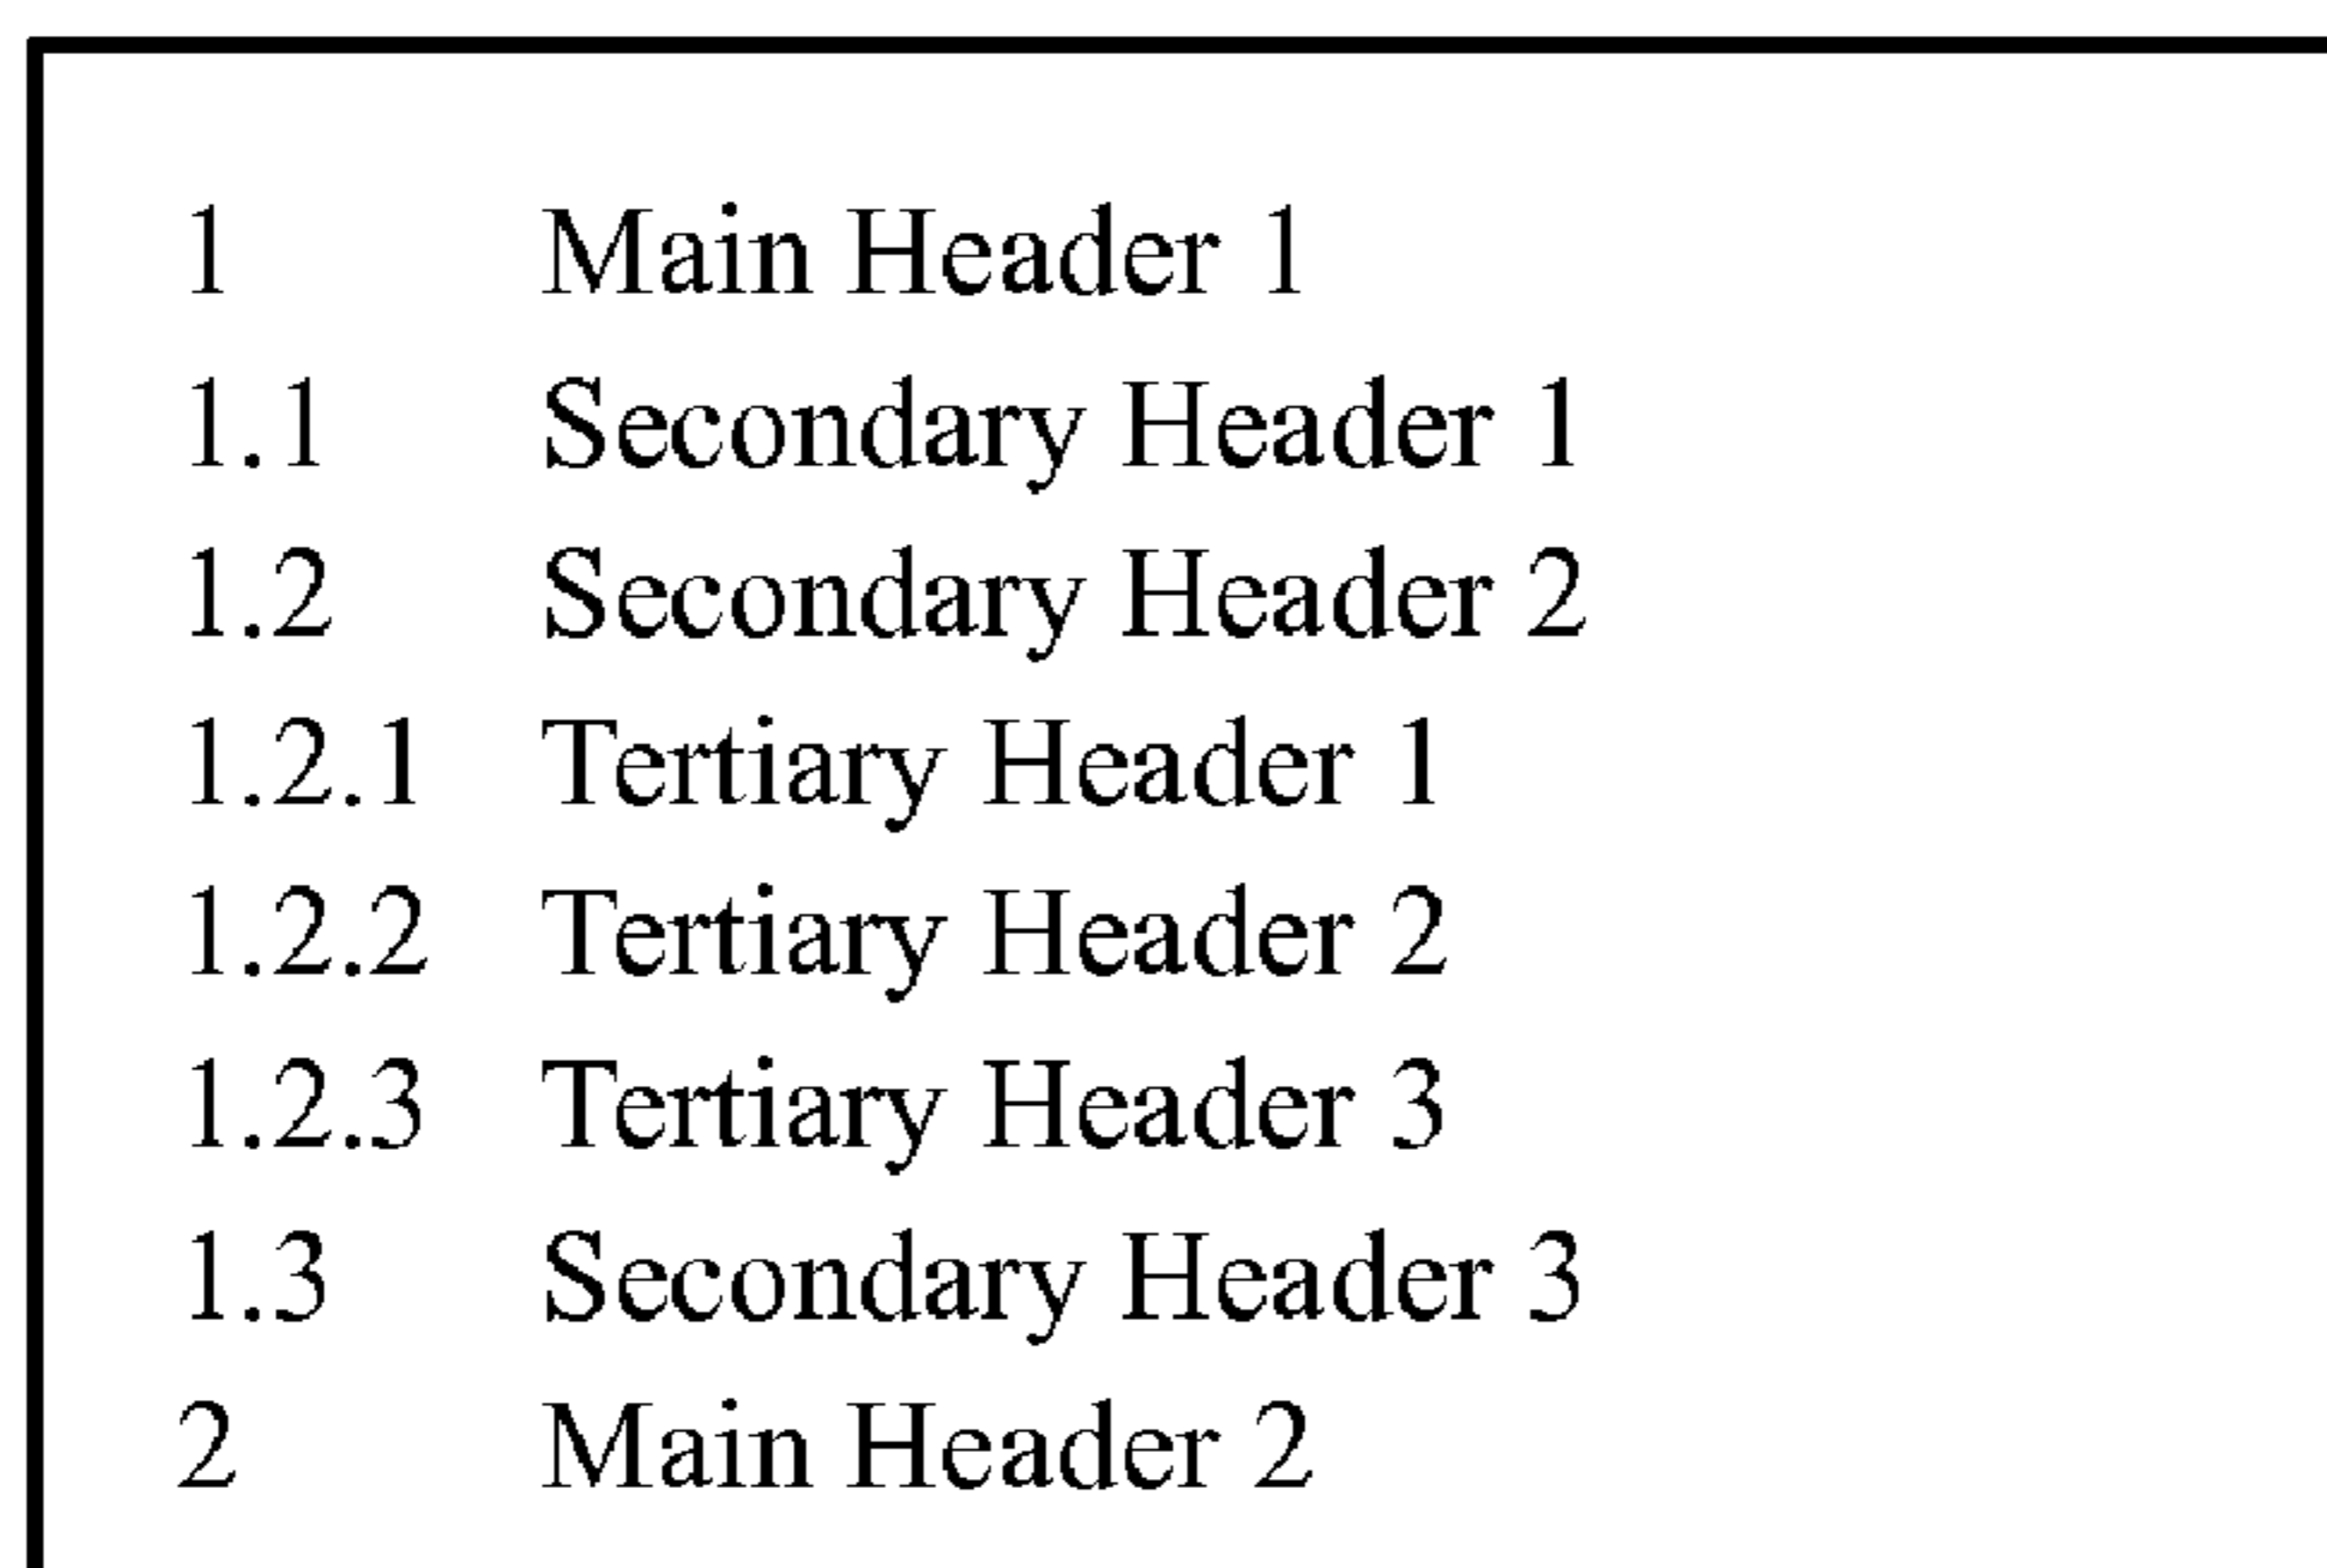 1 Main Header 1
1.1 Secondary Header 1
1.2 Secondary Header 2
1.2.1 Tertiary Header 1
1.2.2 Tertiary Header 2
1.2.3 Tertiary Header 3
1.3 Secondary Header 3
2 Main Header 2